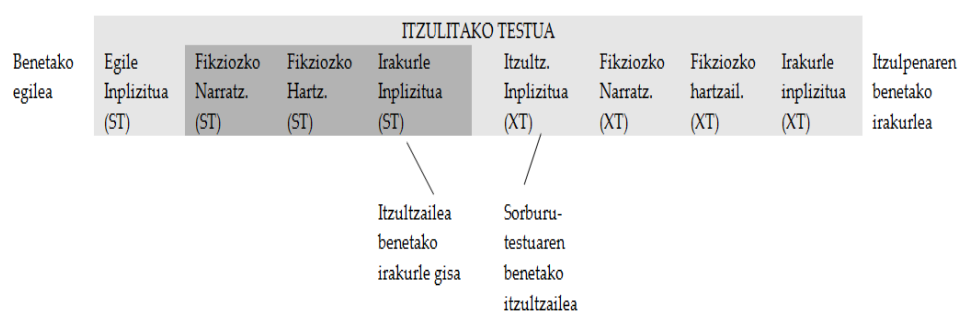 ITZULITAKO TESTUA
Benetako egilea
Egile Inplizitua (ST)
Fikziozko Narratz. (ST)
Fikziozko Hartz. (ST)
Irakurle Inplizitua (ST)
Itzultz. Inplizitua (XT)
Fikziozko Narratz. (XT)
Fikziozko hartzail. (XT)
Irakurle inplizitua (XT)
Itzulpenaren benetako irakurlea
Itzultzailea
benetako
irakurle gisa
Sorburu-
testuaren
benetako
itzultzailea